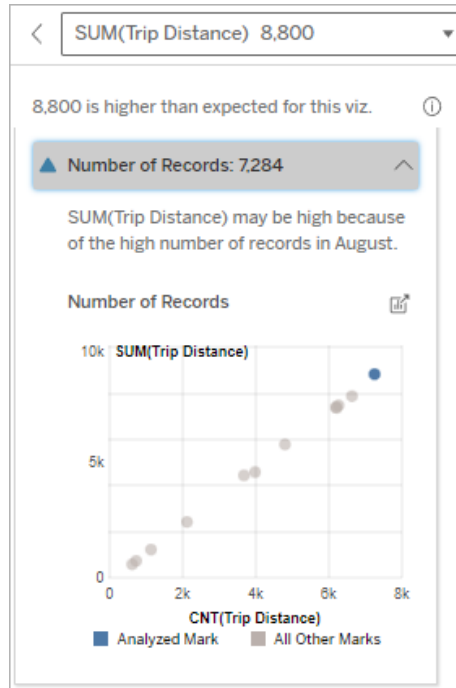 SUM(Trip Distance) 8,800
8,800 is higher than expected for this viz.
Number of Records: 7,284
SUM(Trip Distance) may be high because
of the high number of records in August.
Number of Records
10k SUM(Trip Distance)
5k
0
0 2k 4k 6k 8k
CNT(Trip Distance)
Analyzed Mark All Other Marks